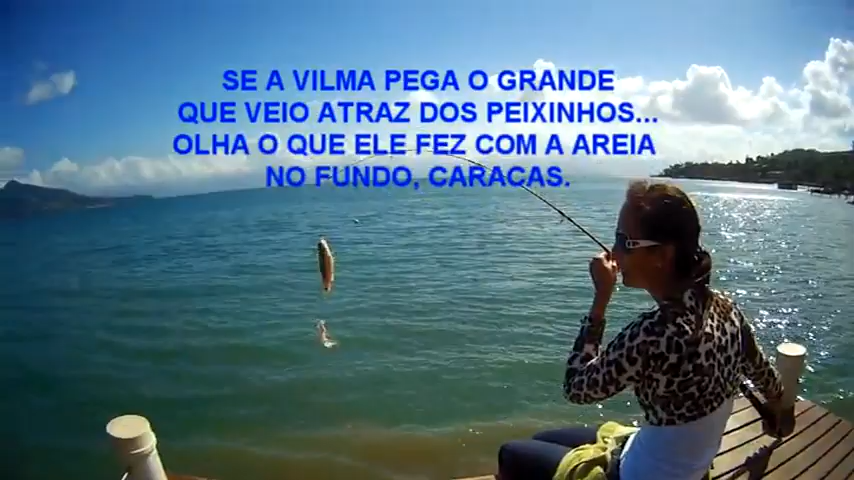 SE A VILMA PEGA O GRANDE
QUE VEIO ATRAZ DOS PEIXINHOS...
OLHA O QUE ELE FEZ COM A AREIA
NO FUNDO, CARACAS.